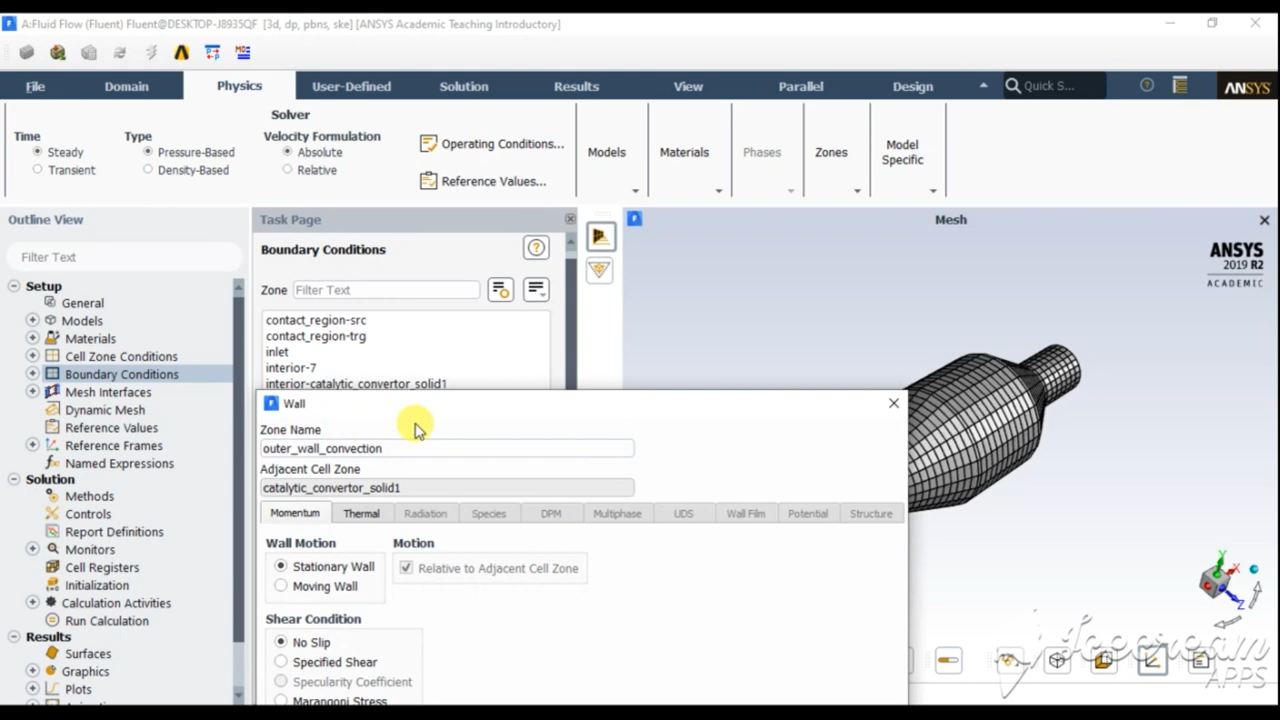 A:Fluid Flow (Fluent) Fluent@DESKTOP-J8935QF [3d, dp, pbns, ske] [ANSYS Academic Teaching Introductory]
File Domain Physics User-Defined Solution Results View Parallel Design Quick S... ANSYS
Solver
Time Type Velocity Formulation
Steady Pressure-Based Absolute
Transient Density-Based Relative
Operating Conditions...
Reference Values...
Models
Materials
Phases
Zones
Model
Specific
Outline View
Filter Text
Setup
General
Models
Materials
Cell Zone Conditions
Boundary Conditions
Mesh Interfaces
Dynamic Mesh
Reference Values
Reference Frames
Named Expressions
Solution
Methods
Controls
Report Definitions
Monitors
Cell Registers
Initialization
Calculation Activities
Run Calculation
Results
Surfaces
Graphics
Plots
Task Page
Boundary Conditions
Zone Filter Text
contact_region-src
contact_region-trg
inlet
interior-7
interior-catalytic_convertor_solid1
Wall
Zone Name
outer_wall_convection
Adjacent Cell Zone
catalytic_convertor_solid1
Momentum Thermal Radiation Species DPM Multiphase UDS Wall Film Potential Structure
Wall Motion Motion
Stationary Wall Relative to Adjacent Cell Zone
Moving Wall
Shear Condition
No Slip
Specified Shear
Specularity Coefficient
Marangoni Stress
Mesh
ANSYS
2019 R2
ACADEMIC
Y
X
Z
Icecream
APPS